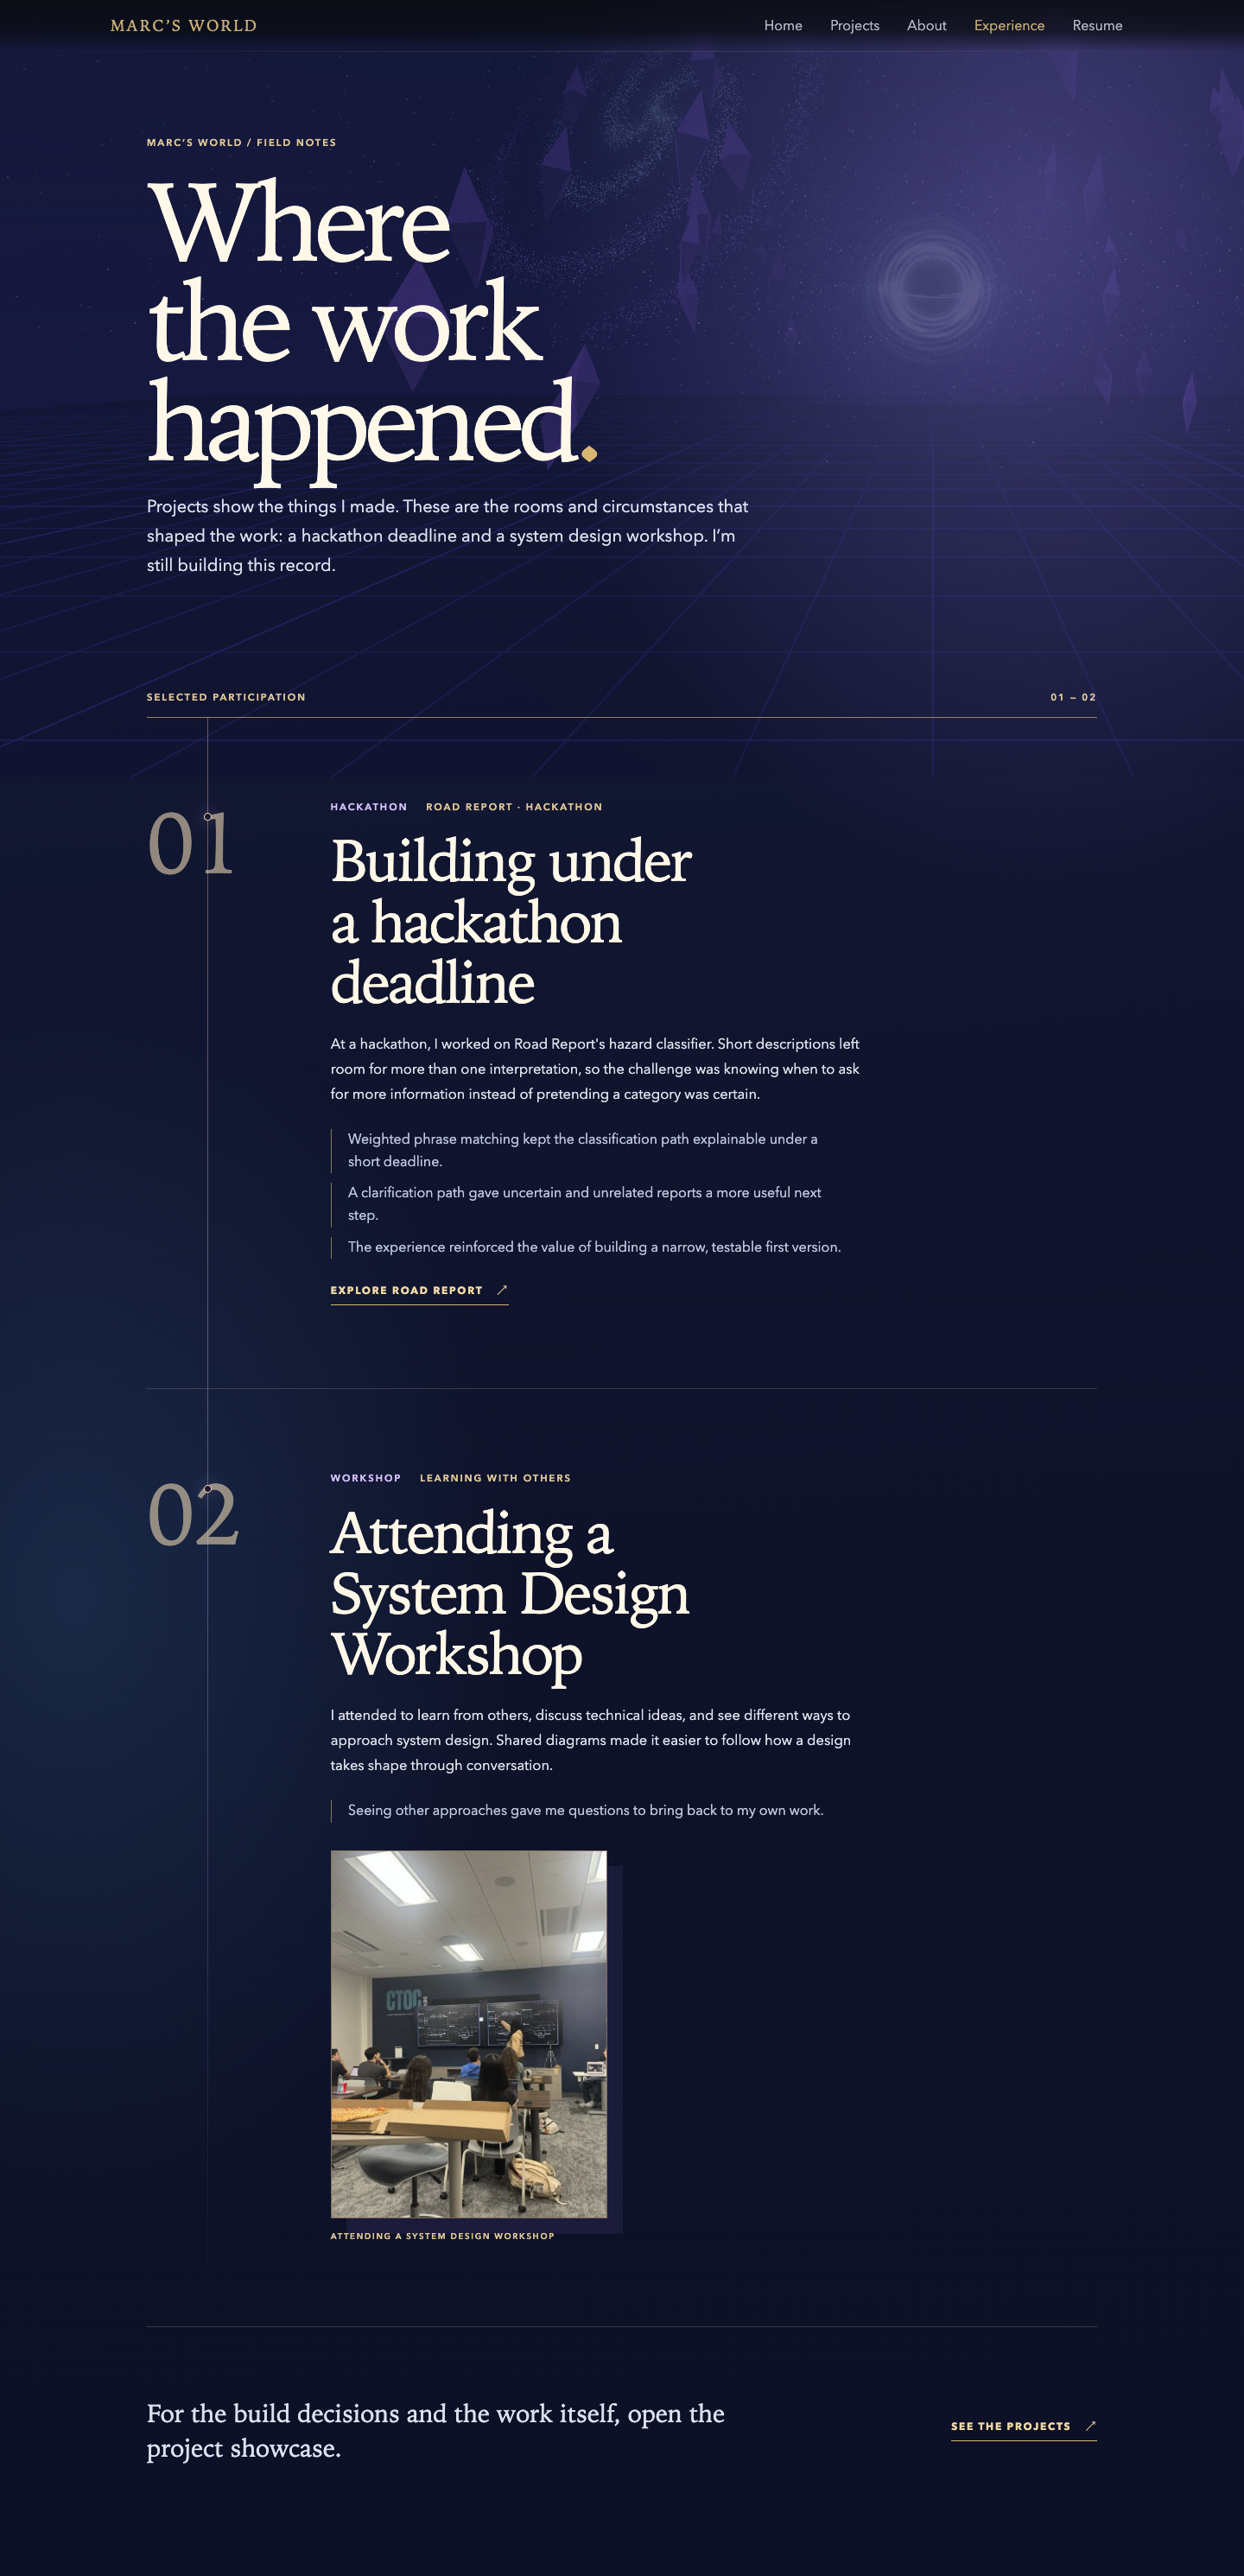 MARC’S WORLD
Home Projects About Experience Resume
MARC’S WORLD / FIELD NOTES
Where
the work
happened.
Projects show the things I made. These are the rooms and circumstances that
shaped the work: a hackathon deadline and a system design workshop. I’m
still building this record.
SELECTED PARTICIPATION 01 – 02
01
HACKATHON ROAD REPORT · HACKATHON
Building under
a hackathon
deadline
At a hackathon, I worked on Road Report's hazard classifier. Short descriptions left
room for more than one interpretation, so the challenge was knowing when to ask
for more information instead of pretending a category was certain.
Weighted phrase matching kept the classification path explainable under a
short deadline.
A clarification path gave uncertain and unrelated reports a more useful next
step.
The experience reinforced the value of building a narrow, testable first version.
EXPLORE ROAD REPORT ↗
02
WORKSHOP LEARNING WITH OTHERS
Attending a
System Design
Workshop
I attended to learn from others, discuss technical ideas, and see different ways to
approach system design. Shared diagrams made it easier to follow how a design
takes shape through conversation.
Seeing other approaches gave me questions to bring back to my own work.
CTOC
ATTENDING A SYSTEM DESIGN WORKSHOP
For the build decisions and the work itself, open the
project showcase.
SEE THE PROJECTS ↗